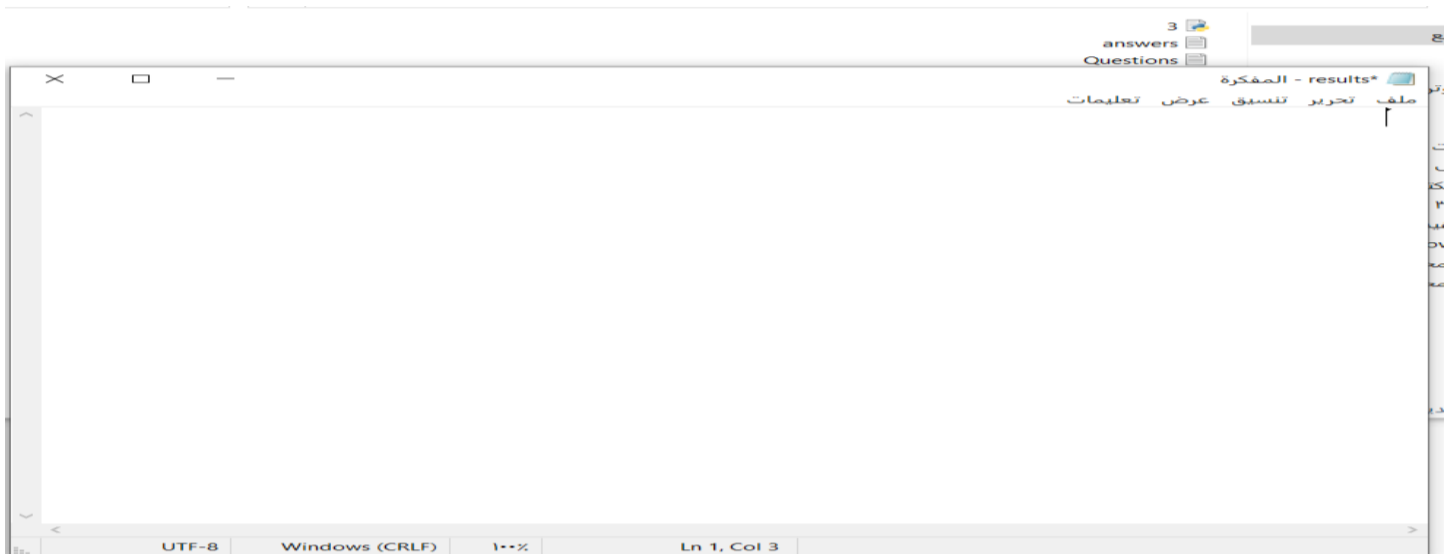 3
answers
Questions
*results - المفكرة
ملف تحرير تنسيق عرض تعليمات
Ln 1, Col 3 ١٠٠٪ Windows (CRLF) UTF-8